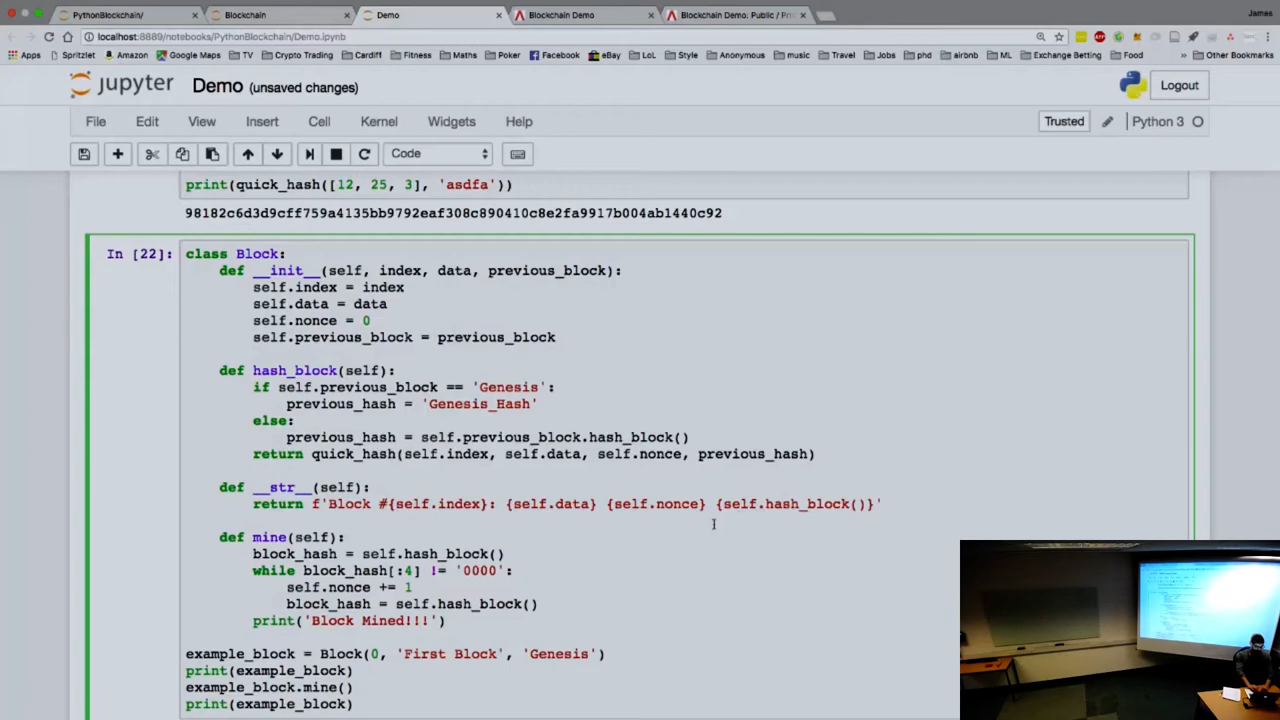 PythonBlockchain/
Blockchain
Demo
Blockchain Demo
Blockchain Demo: Public / Pri
James
localhost:8889/notebooks/PythonBlockchain/Demo.ipynb
Apps Spritzlet Amazon Google Maps TV Crypto Trading Cardiff Fitness Maths Poker Facebook eBay LoL Style Anonymous music Travel Jobs phd airbnb ML Exchange Betting Food » Other Bookmarks
jupyter Demo (unsaved changes) Logout
File Edit View Insert Cell Kernel Widgets Help Trusted Python 3
Code
print(quick_hash([12, 25, 3], 'asdfa'))
98182c6d3d9cff759a4135bb9792eaf308c890410c8e2fa9917b004ab1440c92
In [22]: class Block:
    def __init__(self, index, data, previous_block):
        self.index = index
        self.data = data
        self.nonce = 0
        self.previous_block = previous_block
    def hash_block(self):
        if self.previous_block == 'Genesis':
            previous_hash = 'Genesis_Hash'
        else:
            previous_hash = self.previous_block.hash_block()
        return quick_hash(self.index, self.data, self.nonce, previous_hash)
    def __str__(self):
        return f'Block #{self.index}: {self.data} {self.nonce} {self.hash_block()}'
    def mine(self):
        block_hash = self.hash_block()
        while block_hash[:4] != '0000':
            self.nonce += 1
            block_hash = self.hash_block()
        print('Block Mined!!!')
example_block = Block(0, 'First Block', 'Genesis')
print(example_block)
example_block.mine()
print(example_block)